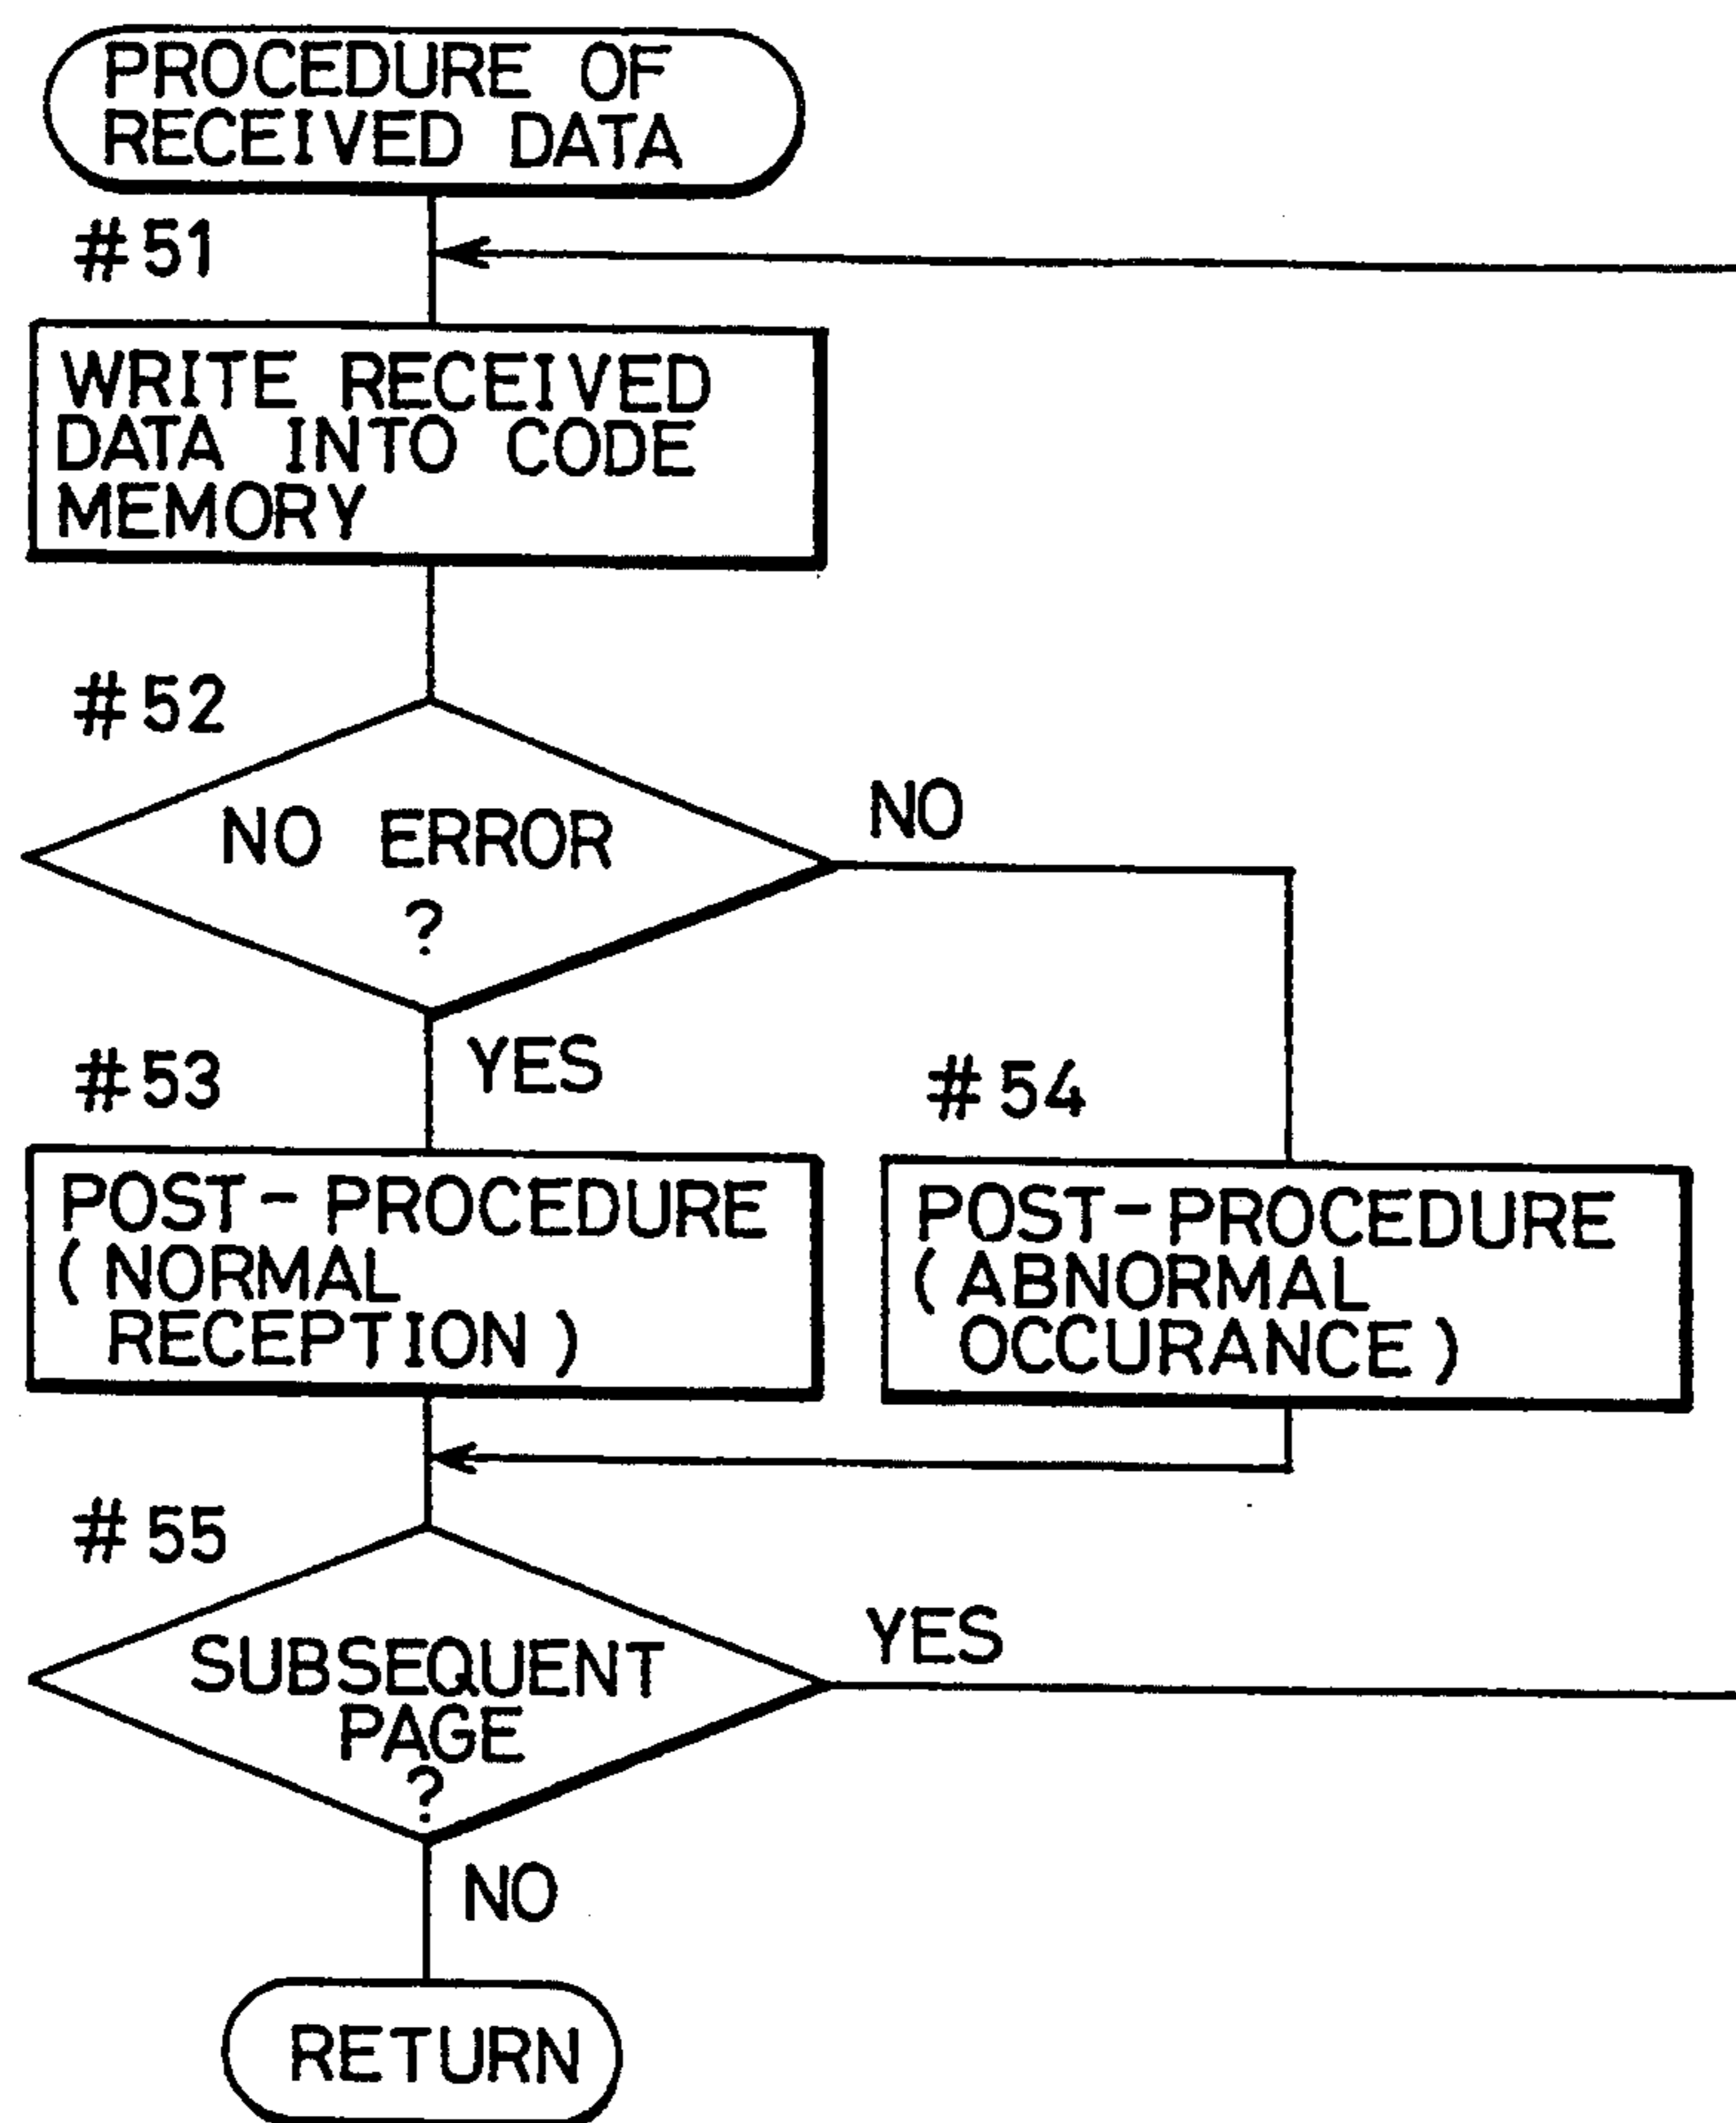 PROCEDURE OF
RECEIVED DATA
#51
WRITE RECEIVED
DATA INTO CODE
MEMORY
#52
NO ERROR
?
NO
YES
#53
POST-PROCEDURE
(NORMAL
RECEPTION)
#54
POST-PROCEDURE
(ABNORMAL
OCCURANCE)
#55
SUBSEQUENT
PAGE
?
YES
NO
RETURN